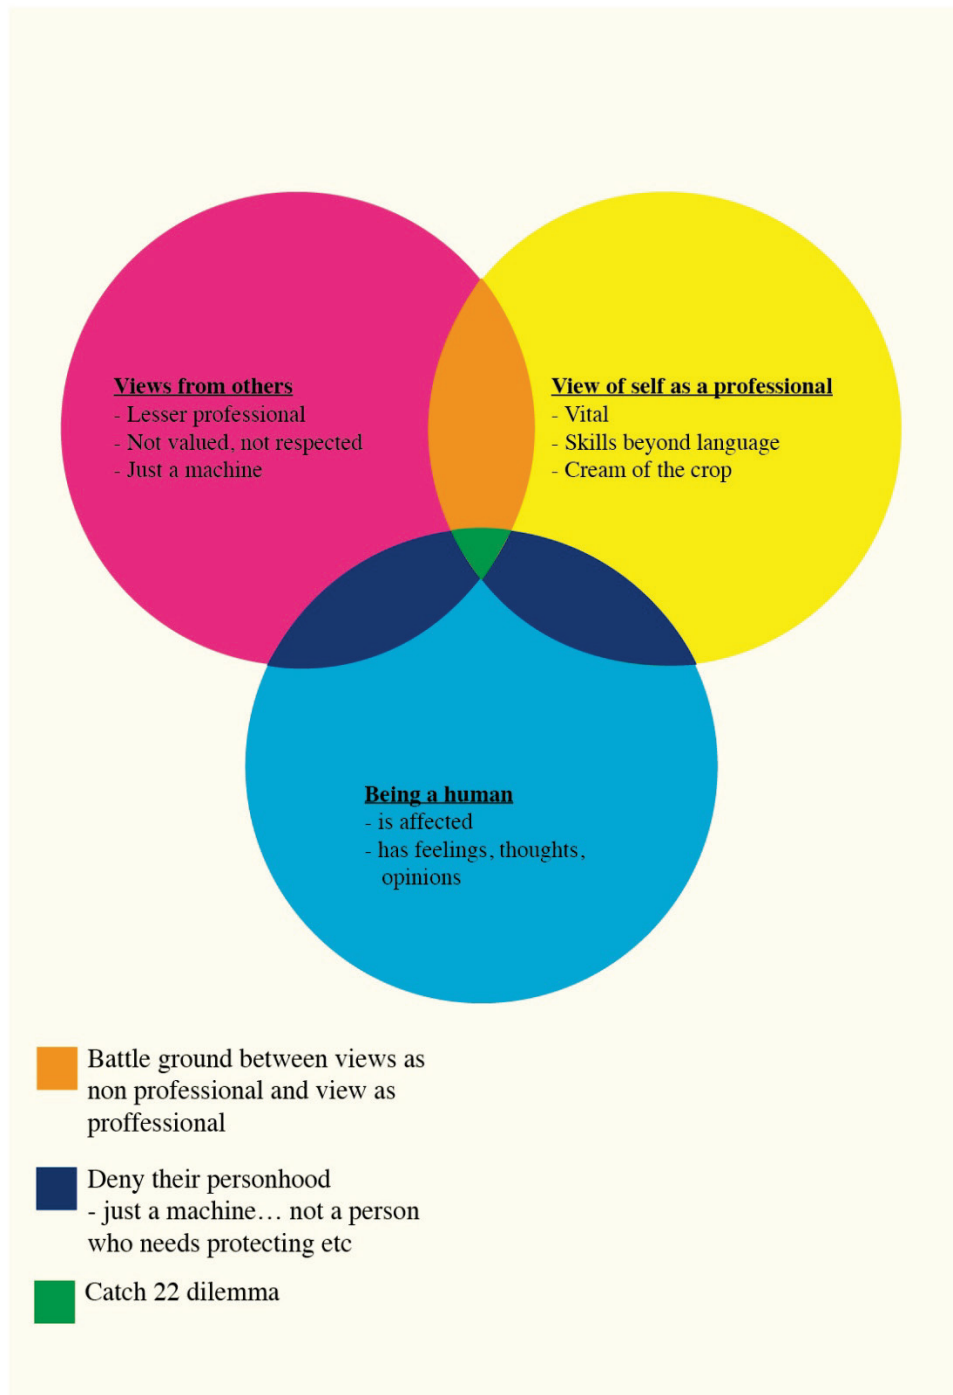 Views from others
- Lesser professional
- Not valued, not respected
- Just a machine
View of self as a professional
- Vital
- Skills beyond language
- Cream of the crop
Being a human
- is affected
- has feelings, thoughts,
opinions
Battle ground between views as
non professional and view as
proffessional
Deny their personhood
- just a machine… not a person
who needs protecting etc
Catch 22 dilemma